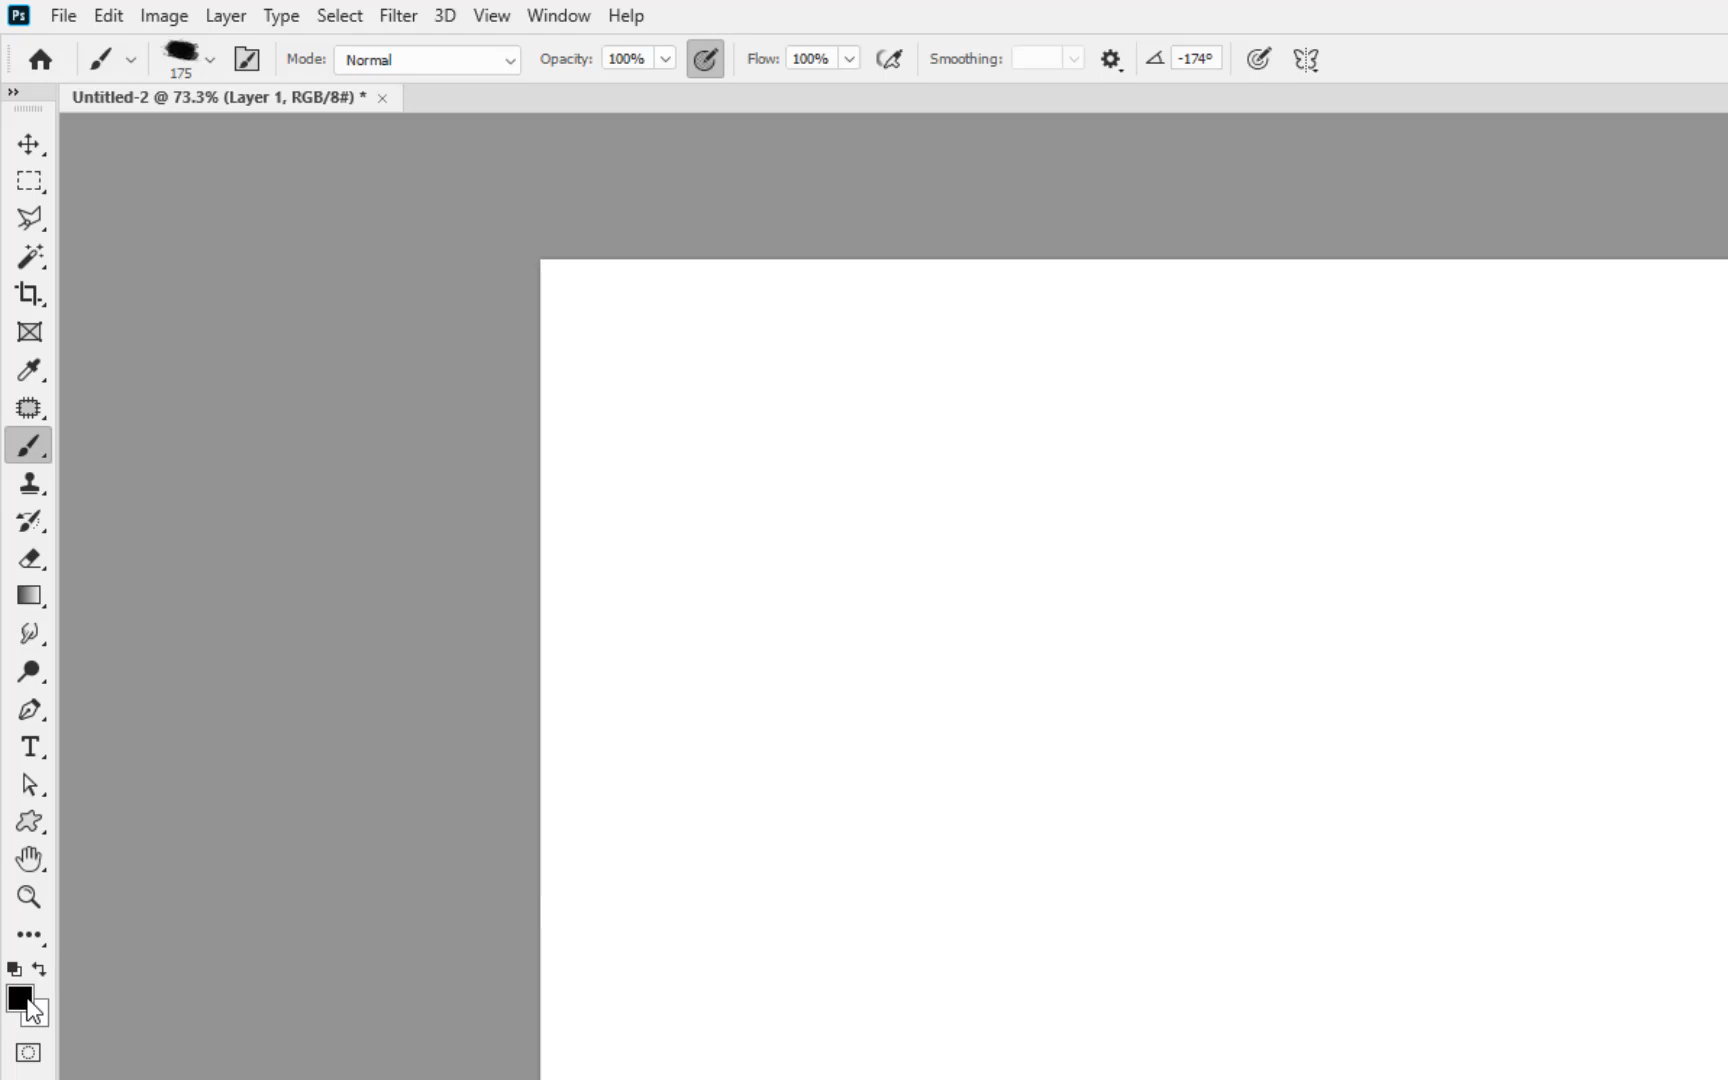 Ps File Edit Image Layer Type Select Filter 3D View Window Help
175 Mode: Normal Opacity: 100% Flow: 100% Smoothing: -174°
Untitled-2 @ 73.3% (Layer 1, RGB/8#) *